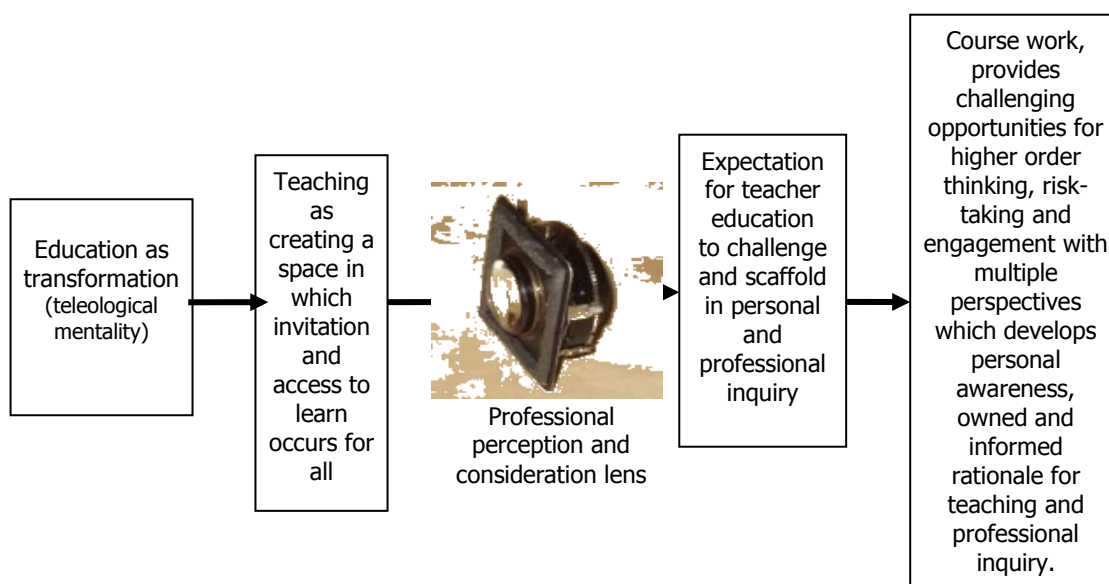 Education as
transformation
(teleological
mentality)
Teaching
as
creating a
space in
which
invitation
and
access to
learn
occurs for
all
Professional
perception and
consideration lens
Expectation
for teacher
education
to challenge
and scaffold
in personal
and
professional
inquiry
Course work,
provides
challenging
opportunities for
higher order
thinking, risk-
taking and
engagement with
multiple
perspectives
which develops
personal
awareness,
owned and
informed
rationale for
teaching and
professional
inquiry.